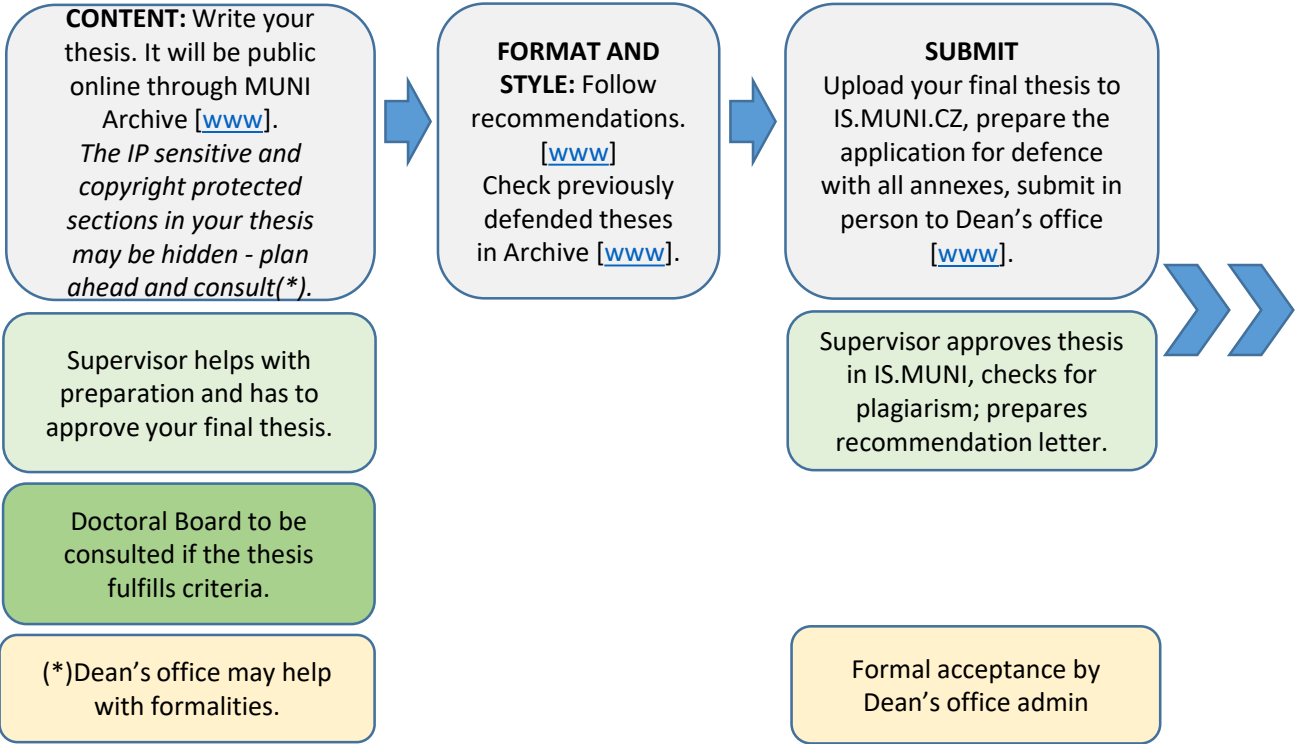 CONTENT: Write your
thesis. It will be public
online through MUNI
Archive [www].
The IP sensitive and
copyright protected
sections in your thesis
may be hidden - plan
ahead and consult(*).
FORMAT AND
STYLE: Follow
recommendations.
[www]
Check previously
defended theses
in Archive [www].
SUBMIT
Upload your final thesis to
IS.MUNI.CZ, prepare the
application for defence
with all annexes, submit in
person to Dean’s office
[www].
Supervisor helps with
preparation and has to
approve your final thesis.
Supervisor approves thesis
in IS.MUNI, checks for
plagiarism; prepares
recommendation letter.
Doctoral Board to be
consulted if the thesis
fulfills criteria.
(*)Dean’s office may help
with formalities.
Formal acceptance by
Dean’s office admin